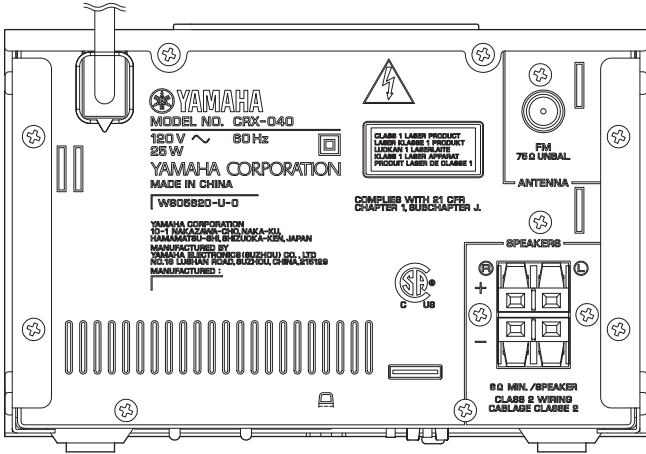 YAMAHA
MODEL NO. CRX-040
120 V ~ 60 Hz
25 W
YAMAHA CORPORATION
MADE IN CHINA
W805620-U-0
YAMAHA CORPORATION
10-1 NAKAZAWA-CHO, NAKA-KU,
HAMAMATSU-SHI, SHIZUOKA-KEN, JAPAN
MANUFACTURED BY
YAMAHA ELECTRONICS (SUZHOU) CO., LTD
NO.18 LUSHAN ROAD, SUZHOU, CHINA, 215129
MANUFACTURED :
CLASS 1 LASER PRODUCT
LASER KLASSE 1 PRODUKT
LUOKAN 1 LASERLAITE
KLASS 1 LASER APPARAT
PRODUIT LASER DE CLASSE 1
COMPLIES WITH 21 CFR
CHAPTER 1, SUBCHAPTER J.
SA ®
C US
FM
75 Ω UNBAL.
ANTENNA
SPEAKERS
R L
+
−
6 Ω MIN. /SPEAKER
CLASS 2 WIRING
CABLAGE CLASSE 2